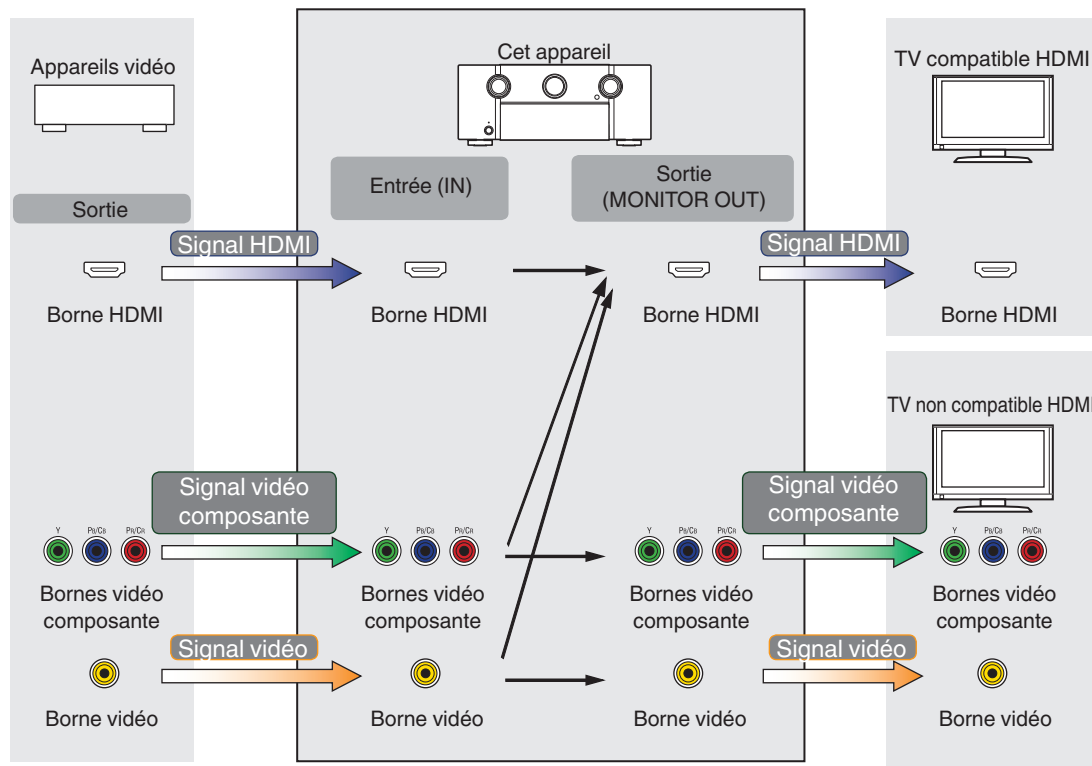 Cet appareil
Appareils vidéo
TV compatible HDMI
Entrée (IN)
Sortie
(MONITOR OUT)
Sortie
Signal HDMI
Signal HDMI
Borne HDMI
Borne HDMI
Borne HDMI
Borne HDMI
TV non compatible HDMI
Signal vidéo
composante
Signal vidéo
composante
Y PB/CB PR/CR
Y PB/CB PR/CR
Y PB/CB PR/CR
Y PB/CB PR/CR
Bornes vidéo
composante
Bornes vidéo
composante
Bornes vidéo
composante
Bornes vidéo
composante
Signal vidéo
Signal vidéo
Borne vidéo
Borne vidéo
Borne vidéo
Borne vidéo